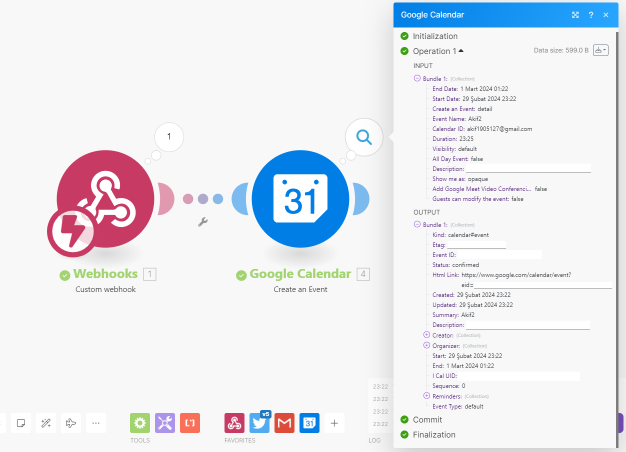 Google Calendar
?
×
Initialization
Operation 1
Data size: 599.0 B
INPUT
Bundle 1: (Collection)
End Date: 1 Mart 2024 01:22
Start Date: 29 Şubat 2024 23:22
Create an Event: detail
Event Name: Akif2
Calendar ID: akif1905127@gmail.com
Duration: 23:25
Visibility: default
All Day Event: false
Description:
Show me as: opaque
Add Google Meet Video Conferenci... false
Guests can modify the event: false
OUTPUT
Bundle 1: (Collection)
Kind: calendar#event
Etag:
Event ID:
Status: confirmed
Html Link: https://www.google.com/calendar/event?
eid=
Created: 29 Şubat 2024 23:22
Updated: 29 Şubat 2024 23:22
Summary: Akif2
Description:
Creator: (Collection)
Organizer: (Collection)
Start: 29 Şubat 2024 23:22
End: 1 Mart 2024 01:22
I Cal UID:
Sequence: 0
Reminders: (Collection)
Event Type: default
Commit
Finalization
1
31
Webhooks 1
Custom webhook
Google Calendar 4
Create an Event
23:22
23:22
23:22
23:22
v5
31
TOOLS
FAVORITES
LOG